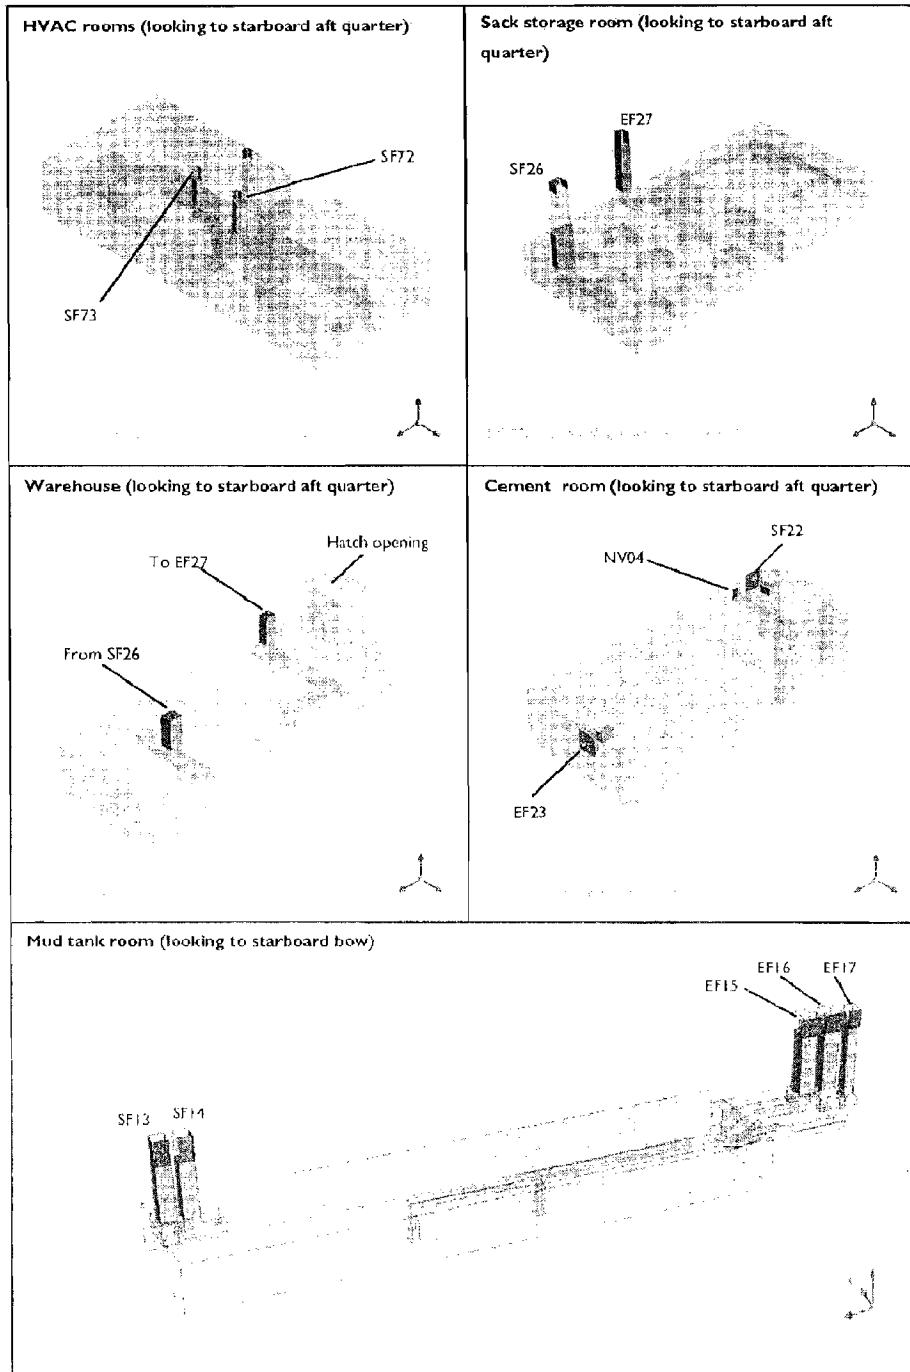 HVAC rooms (looking to starboard aft quarter)
SF72
SF73
Sack storage room (looking to starboard aft
quarter)
EF27
SF26
Warehouse (looking to starboard aft quarter)
Hatch opening
To EF27
From SF26
Cement room (looking to starboard aft quarter)
SF22
NV04
EF23
Mud tank room (looking to starboard bow)
EF16
EF17
EF15
SF13
SF14